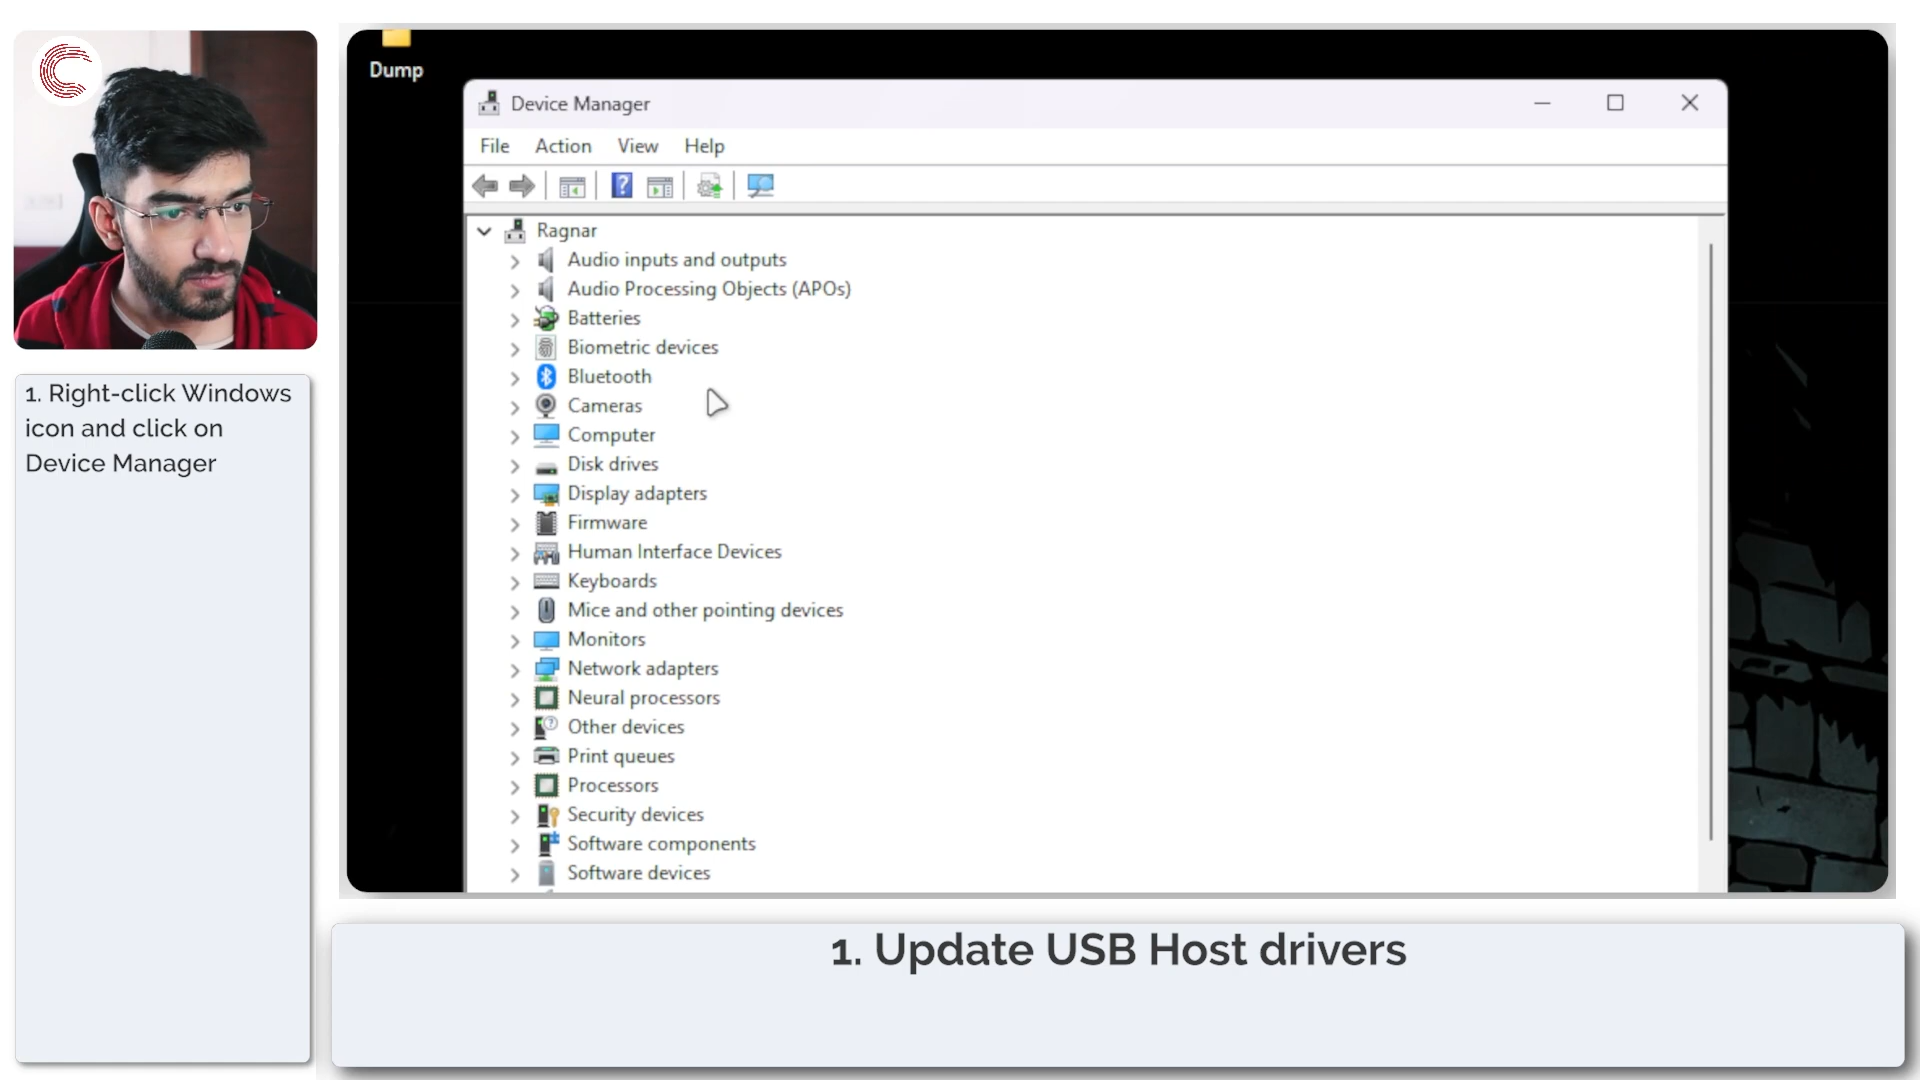 Dump
Device Manager
File Action View Help
Ragnar
Audio inputs and outputs
Audio Processing Objects (APOs)
Batteries
Biometric devices
Bluetooth
Cameras
Computer
Disk drives
Display adapters
Firmware
Human Interface Devices
Keyboards
Mice and other pointing devices
Monitors
Network adapters
Neural processors
Other devices
Print queues
Processors
Security devices
Software components
Software devices
1. Right-click Windows
icon and click on
Device Manager
1. Update USB Host drivers